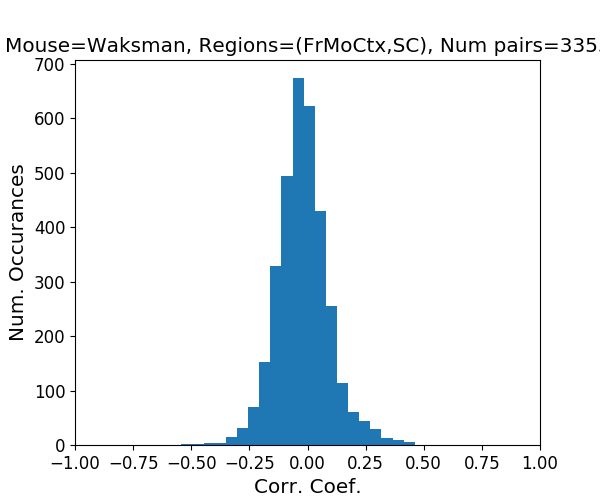 Mouse=Waksman, Regions=(FrMoCtx,SC), Num pairs=335.
700
600
500
400
300
200
100
0
Num. Occurances
−1.00 −0.75 −0.50 −0.25 0.00 0.25 0.50 0.75 1.00
Corr. Coef.